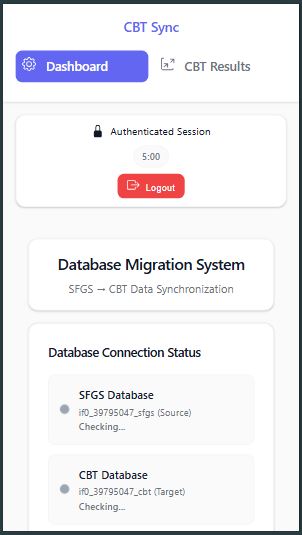 CBT Sync
Dashboard
CBT Results
Authenticated Session
5:00
Logout
Database Migration System
SFGS → CBT Data Synchronization
Database Connection Status
SFGS Database
if0_39795047_sfgs (Source)
Checking...
CBT Database
if0_39795047_cbt (Target)
Checking...